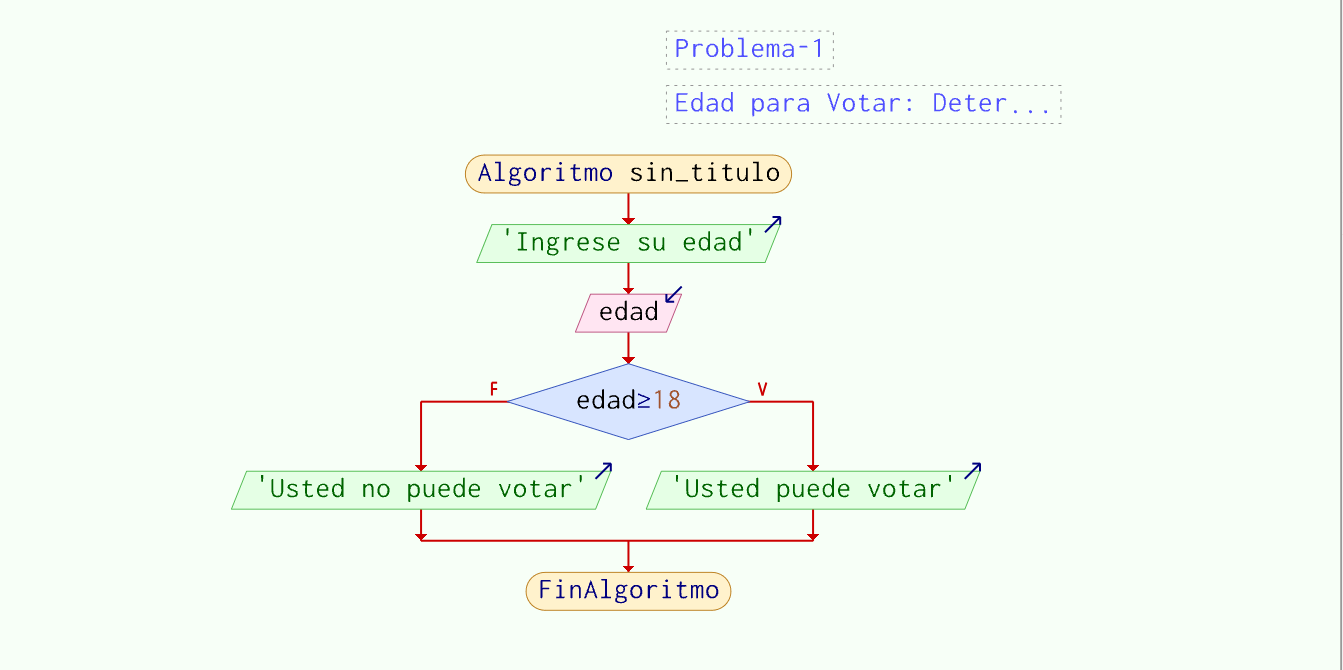 Problema-1
Edad para Votar: Deter...
Algoritmo sin_titulo
'Ingrese su edad'
edad
F
V
edad≥18
'Usted no puede votar'
'Usted puede votar'
FinAlgoritmo